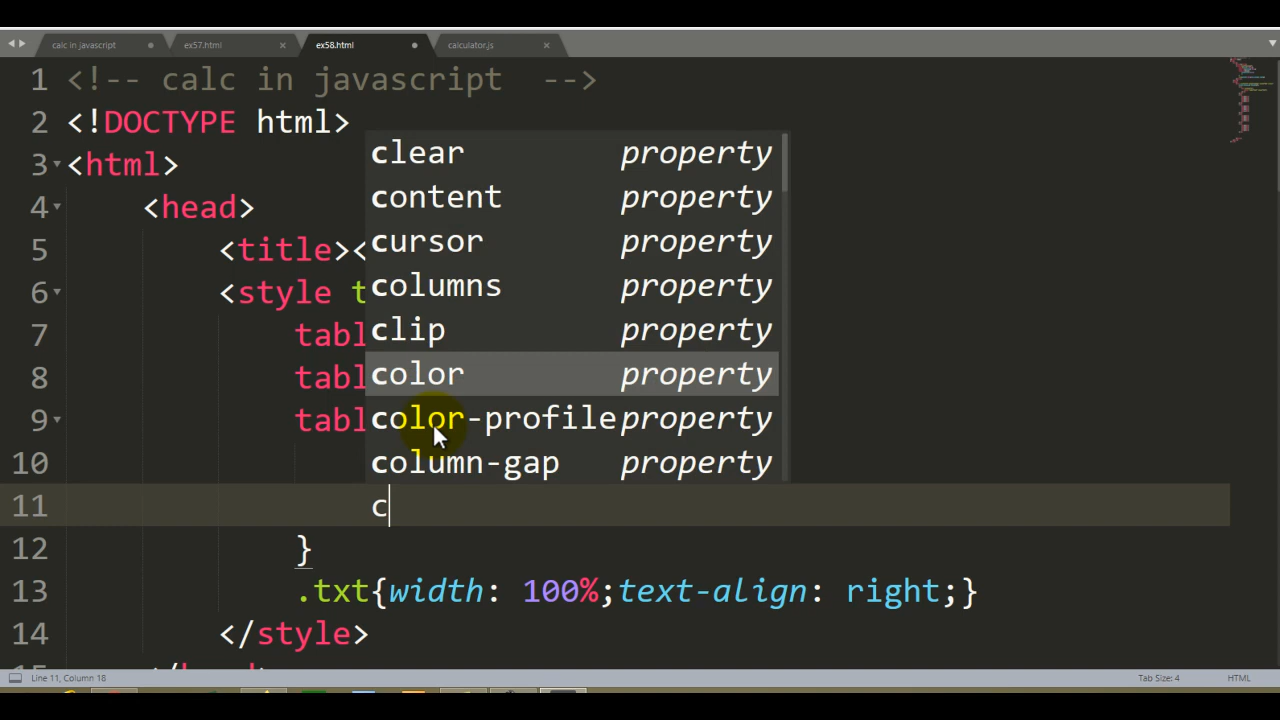 calc in javascript ex57.html ex58.html calculator.js
1 <!-- calc in javascript -->
2 <!DOCTYPE html>
3 <html>
4 <head>
5 <title><
6 <style t
7 tabl
8 tabl
9 tabl
10
11 c
12 }
13 .txt{width: 100%;text-align: right;}
14 </style>
clear property
content property
cursor property
columns property
clip property
color property
color-profile property
column-gap property
Line 11, Column 18 Tab Size: 4 HTML